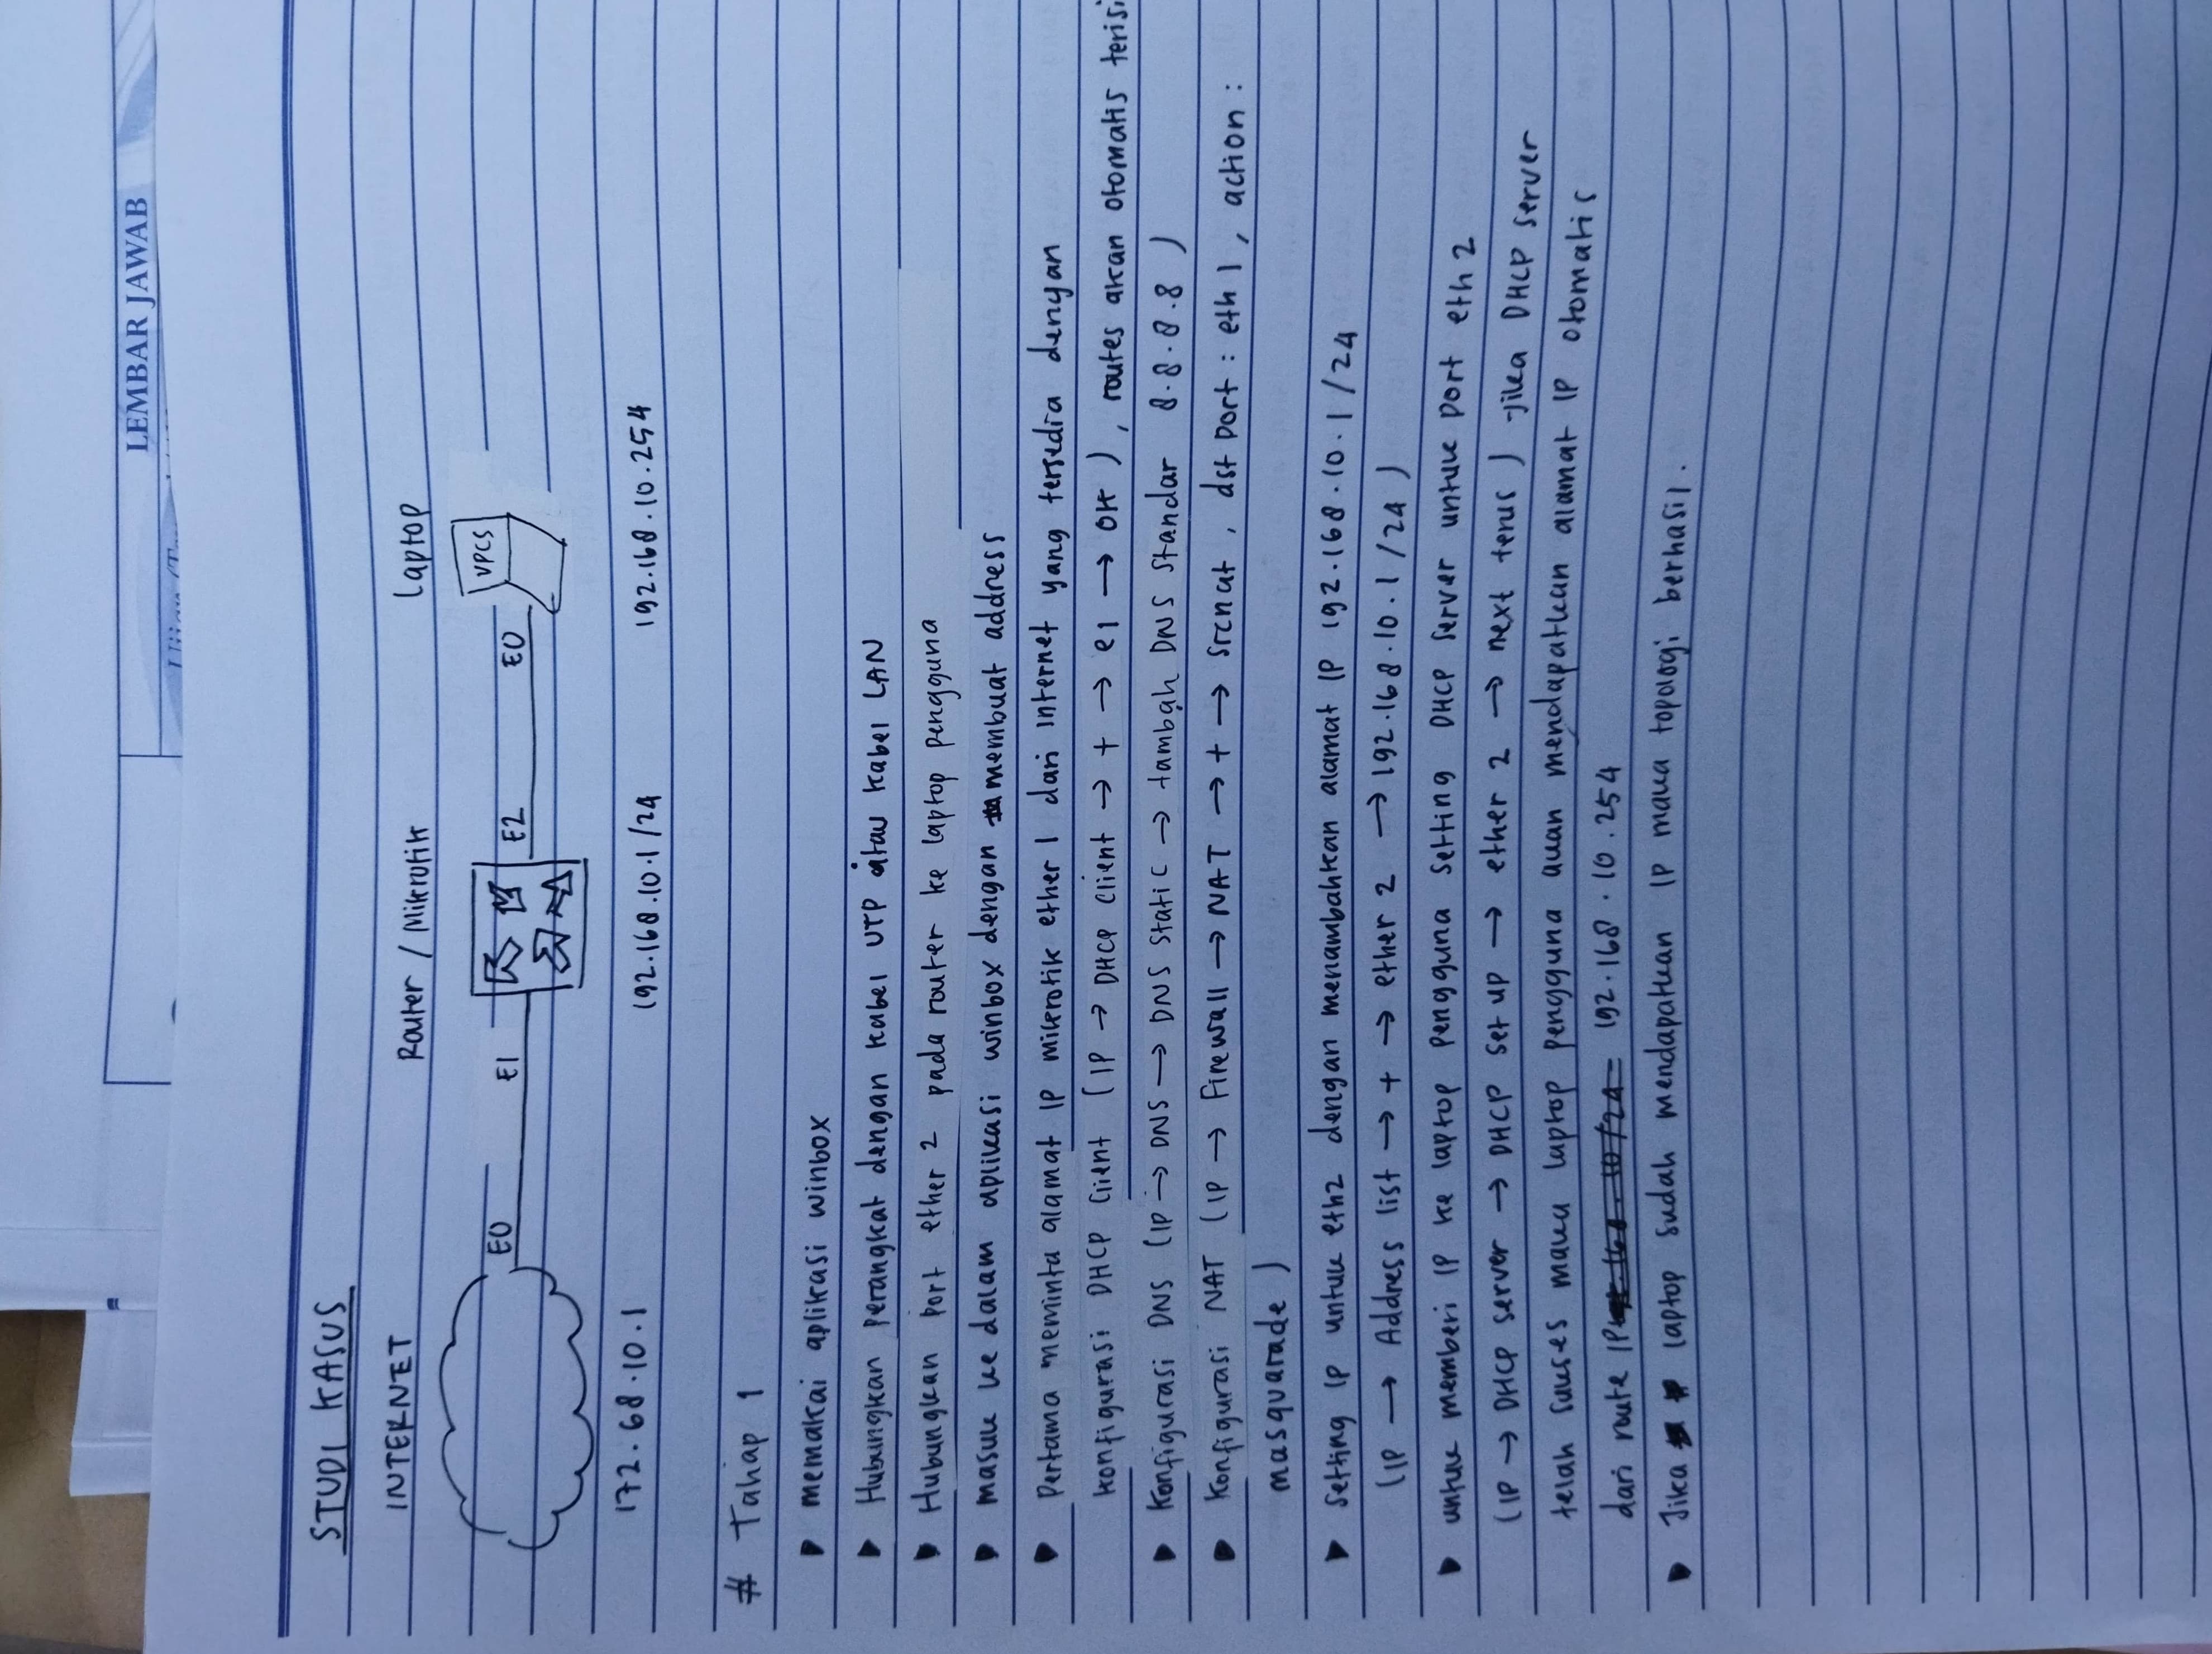 LEMBAR JAWAB
STUDI KASUS
INTERNET Router / Mikrotik Laptop
E0 E1 E2 E0 VPCS
172.68.10.1 192.168.10.1/24 192.168.10.254
# Tahap 1
memakai aplikasi winbox
Hubungkan perangkat dengan kabel UTP atau kabel LAN
Hubungkan port ether 2 pada router ke laptop pengguna
masuk ke dalam aplikasi winbox dengan membuat address
Pertama meminta alamat IP mikrotik ether 1 dari internet yang tersedia dengan
konfigurasi DHCP Client (IP → DHCP Client → + → e1 → OK), routes akan otomatis terisi
Konfigurasi DNS (IP → DNS → DNS Static → tambah DNS Standar 8.8.8.8)
Konfigurasi NAT (IP → Firewall → NAT → + → srcnat, dst port : eth 1, action :
masquarade)
Setting IP untuk eth2 dengan menambahkan alamat IP 192.168.10.1/24
(IP → Address list → + → ether 2 → 192.168.10.1/24)
untuk memberi IP ke laptop pengguna setting DHCP Server untuk port eth 2
(IP → DHCP Server → DHCP Set up → ether 2 → next terus) -jika DHCP server
telah sukses maka laptop pengguna akan mendapatkan alamat IP otomatis
dari route IP 192.168.10.254
Jika laptop sudah mendapatkan IP maka topologi berhasil.